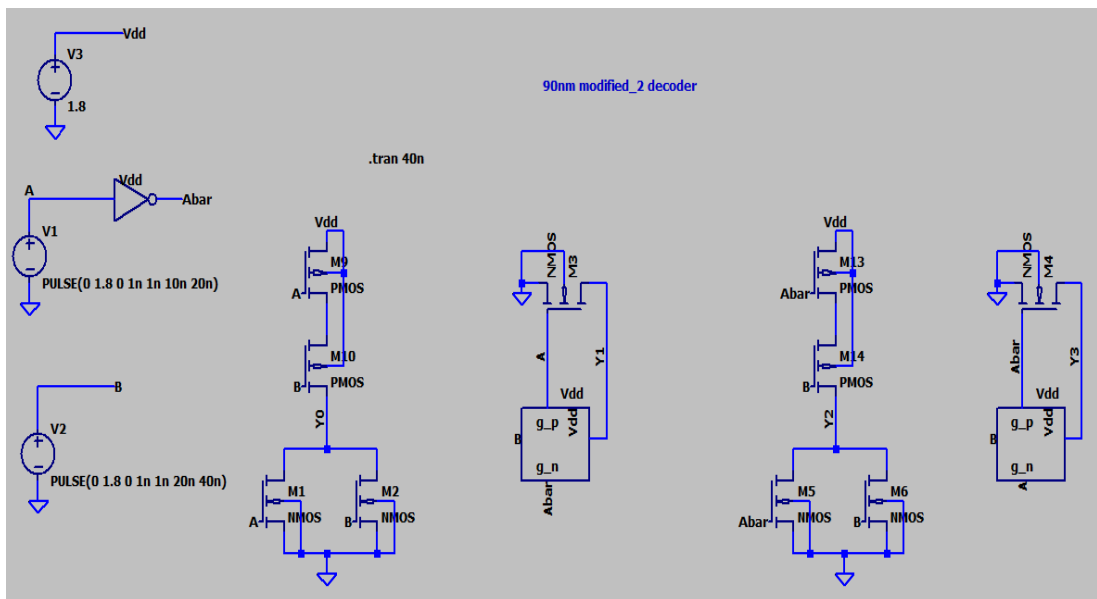 Vdd
V3
1.8
90nm modified_2 decoder
.tran 40n
A
Vdd
Abar
V1
PULSE(0 1.8 0 1n 1n 10n 20n)
B
V2
PULSE(0 1.8 0 1n 1n 20n 40n)
Vdd
M9
A
PMOS
M10
B
PMOS
Y0
M1
A
NMOS
M2
B
NMOS
NMOS
M3
A
Y1
Vdd
g_p
Vdd
B
g_n
Abar
Vdd
M13
Abar
PMOS
M14
B
PMOS
Y2
M5
Abar
NMOS
M6
B
NMOS
NMOS
M4
Abar
Y3
Vdd
g_p
Vdd
B
g_n
A